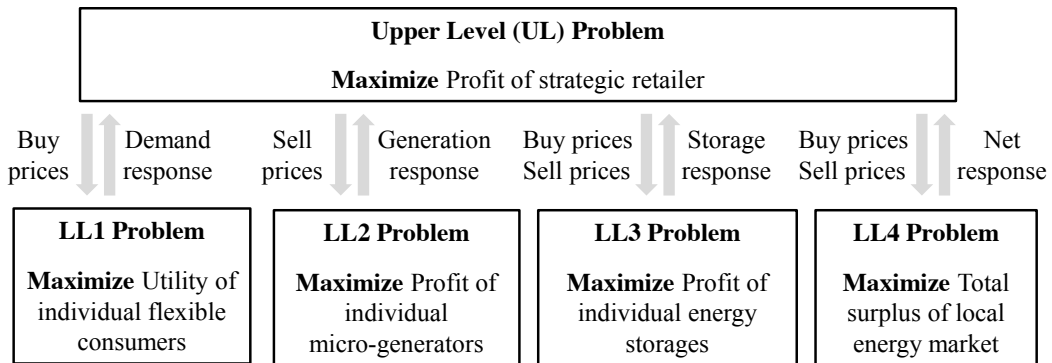 Upper Level (UL) Problem
Maximize Profit of strategic retailer
Buy
prices
Demand
response
Sell
prices
Generation
response
Buy prices
Sell prices
Storage
response
Buy prices
Sell prices
Net
response
LL1 Problem
Maximize Utility of
individual flexible
consumers
LL2 Problem
Maximize Profit of
individual
micro-generators
LL3 Problem
Maximize Profit of
individual energy
storages
LL4 Problem
Maximize Total
surplus of local
energy market